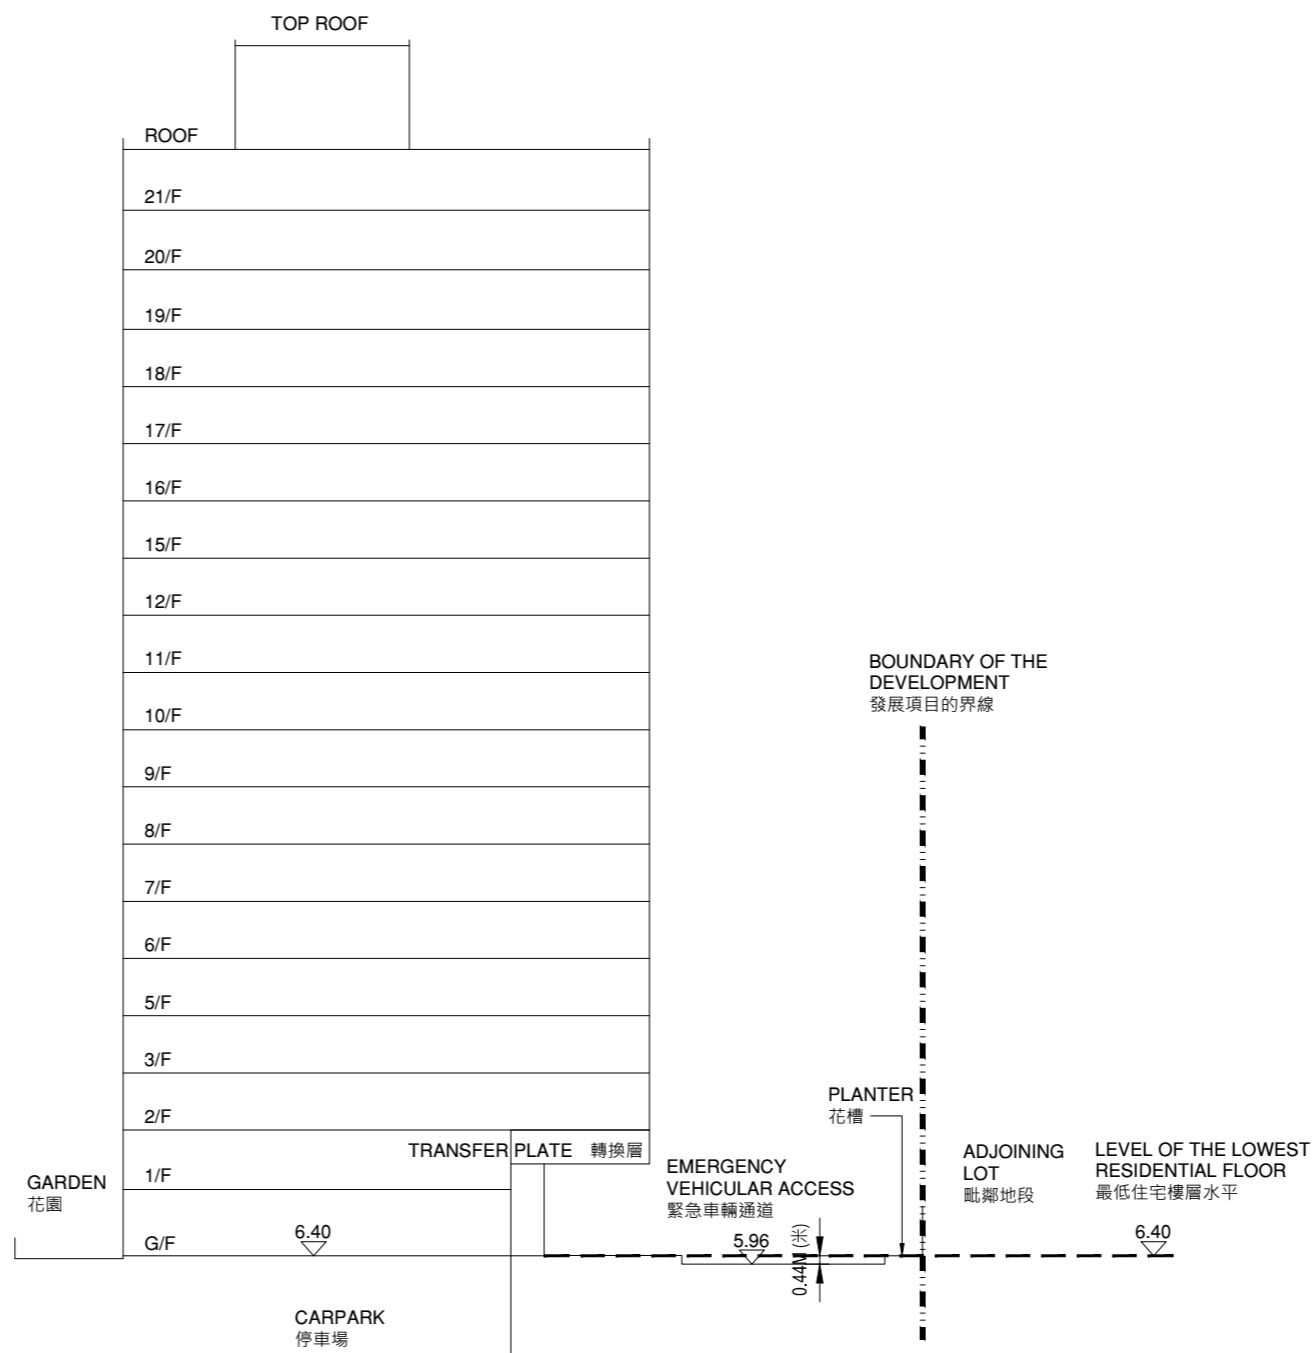 TOP ROOF
ROOF
21/F
20/F
19/F
18/F
17/F
16/F
15/F
12/F
11/F
10/F
9/F
8/F
7/F
6/F
5/F
3/F
2/F
TRANSFER PLATE 轉換層
1/F
G/F
6.40
GARDEN
花園
CARPARK
停車場
EMERGENCY
VEHICULAR ACCESS
緊急車輛通道
5.96
0.44M (米)
PLANTER
花槽
BOUNDARY OF THE
DEVELOPMENT
發展項目的界線
ADJOINING
LOT
毗鄰地段
LEVEL OF THE LOWEST
RESIDENTIAL FLOOR
最低住宅樓層水平
6.40